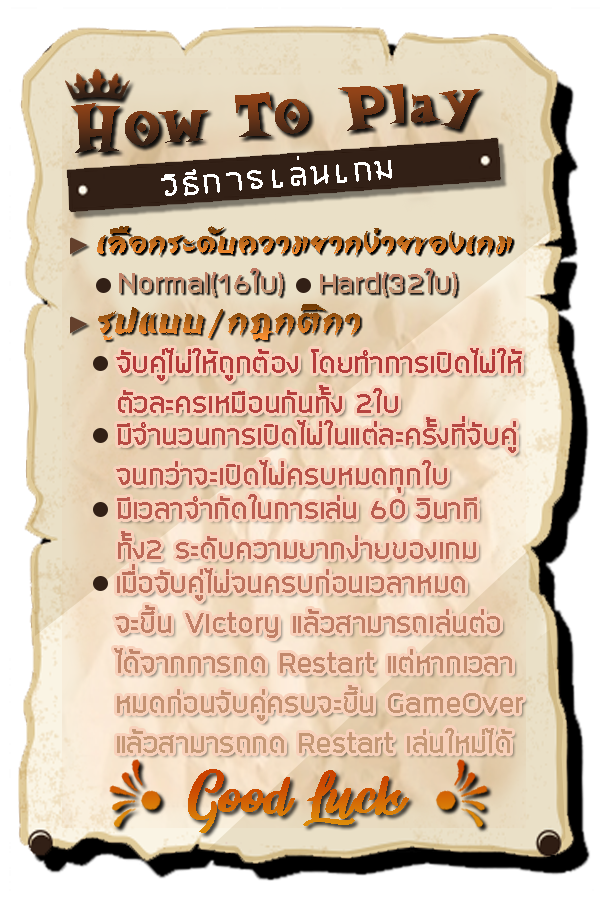 How To Play
วิธีการเล่นเกม
เลือกระดับความยากง่ายของเกม
Normal(16ใบ) Hard(32ใบ)
รูปแบบ/กฎกติกา
จับคู่ไพ่ให้ถูกต้อง โดยทำการเปิดไพ่ให้
ตัวละครเหมือนกันทั้ง 2ใบ
มีจำนวนการเปิดไพ่ในแต่ละครั้งที่จับคู่
จนกว่าจะเปิดไพ่ครบหมดทุกใบ
มีเวลาจำกัดในการเล่น 60 วินาที
ทั้ง2 ระดับความยากง่ายของเกม
เมื่อจับคู่ไพ่จนครบก่อนเวลาหมด
จะขึ้น Victory แล้วสามารถเล่นต่อ
ได้จากการกด Restart แต่หากเวลา
หมดก่อนจับคู่ครบจะขึ้น GameOver
แล้วสามารถกด Restart เล่นใหม่ได้
Good Luck